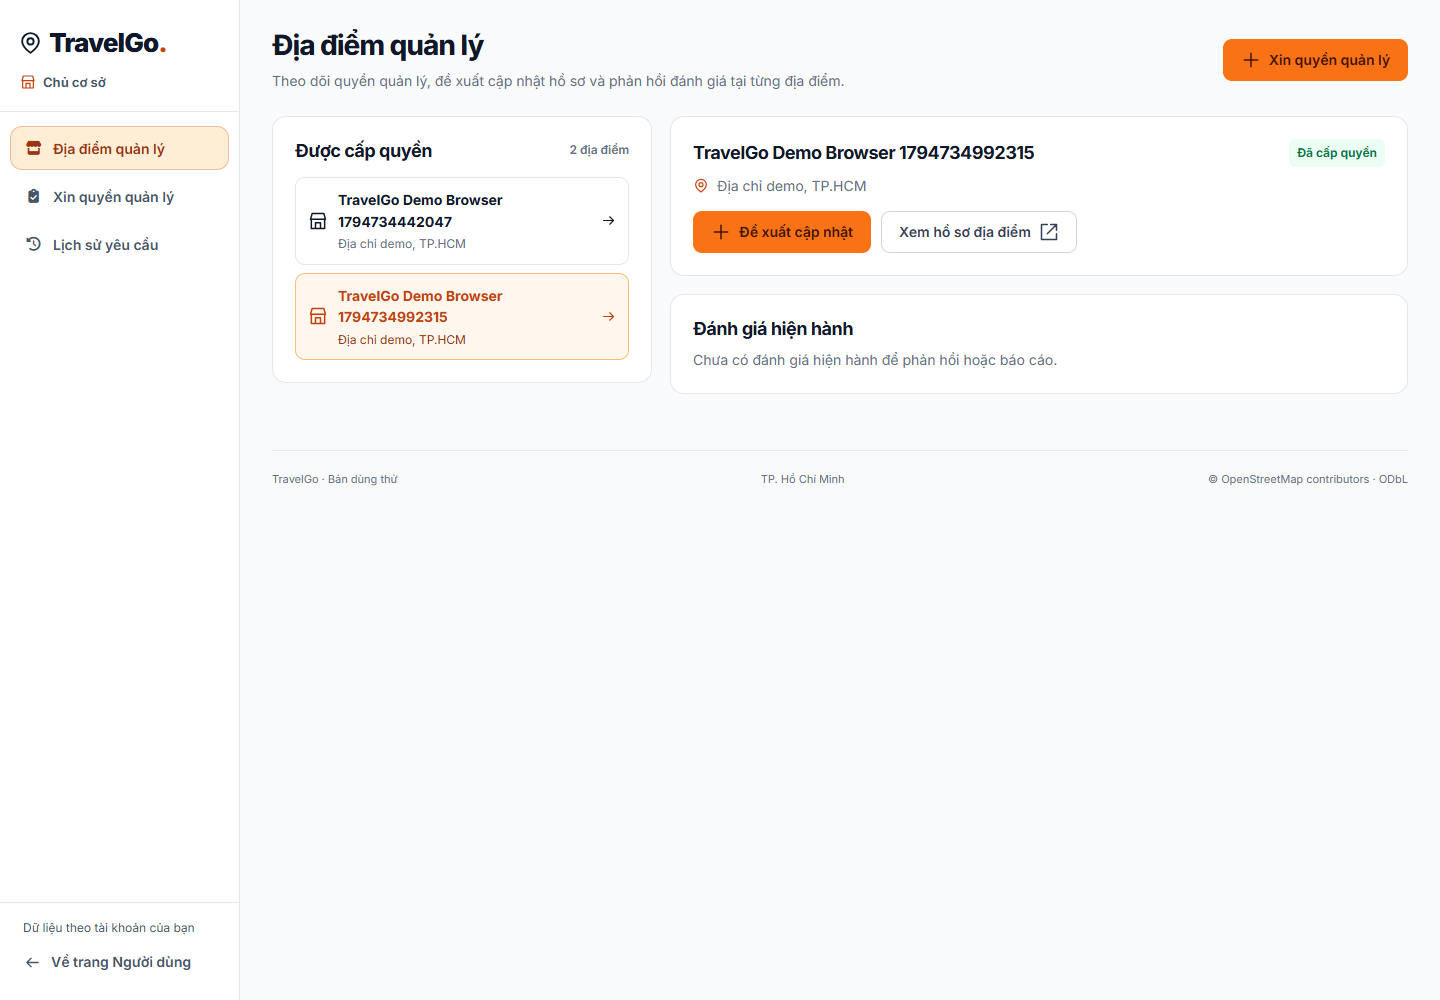 TravelGo.
Chủ cơ sở
Địa điểm quản lý
Xin quyền quản lý
Lịch sử yêu cầu
Dữ liệu theo tài khoản của bạn
Về trang Người dùng
Địa điểm quản lý
Theo dõi quyền quản lý, đề xuất cập nhật hồ sơ và phản hồi đánh giá tại từng địa điểm.
Xin quyền quản lý
Được cấp quyền
2 địa điểm
TravelGo Demo Browser
1794734442047
Địa chỉ demo, TP.HCM
TravelGo Demo Browser
1794734992315
Địa chỉ demo, TP.HCM
TravelGo Demo Browser 1794734992315
Đã cấp quyền
Địa chỉ demo, TP.HCM
Đề xuất cập nhật
Xem hồ sơ địa điểm
Đánh giá hiện hành
Chưa có đánh giá hiện hành để phản hồi hoặc báo cáo.
TravelGo · Bản dùng thử
TP. Hồ Chí Minh
© OpenStreetMap contributors · ODbL